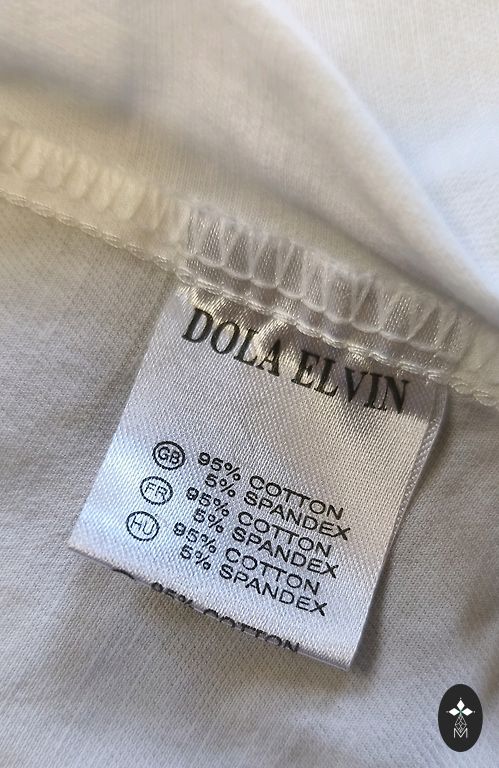 DOLA ELVIN
GB 95% COTTON
5% SPANDEX
FR 95% COTTON
5% SPANDEX
HU 95% COTTON
5% SPANDEX
95% COTTON
M